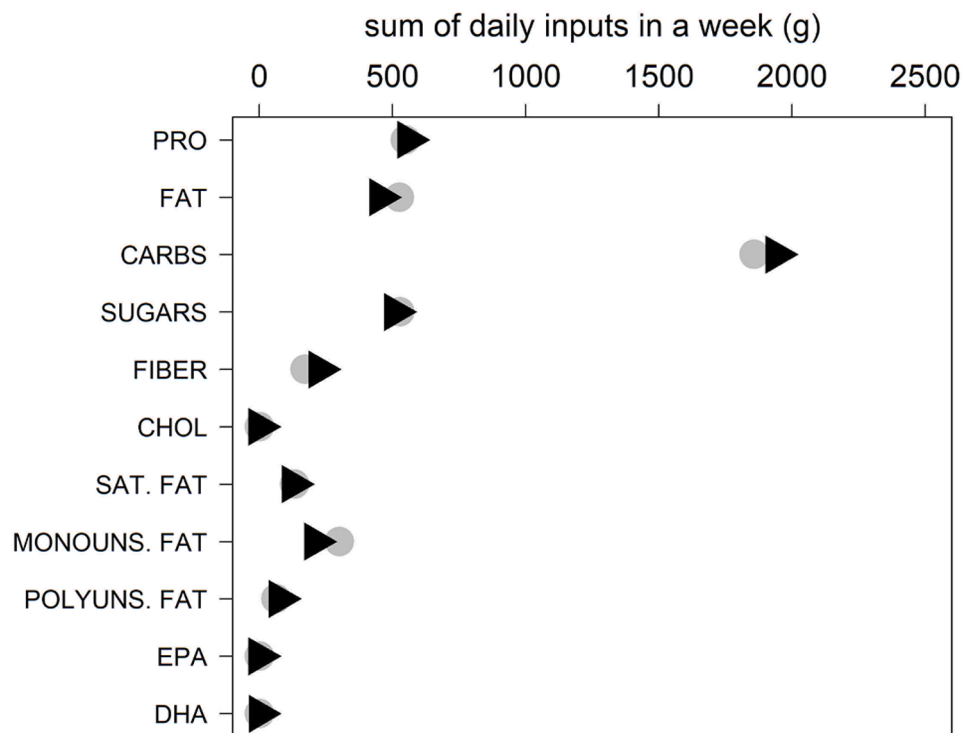 sum of daily inputs in a week (g)
0 500 1000 1500 2000 2500
PRO
FAT
CARBS
SUGARS
FIBER
CHOL
SAT. FAT
MONOUNS. FAT
POLYUNS. FAT
EPA
DHA